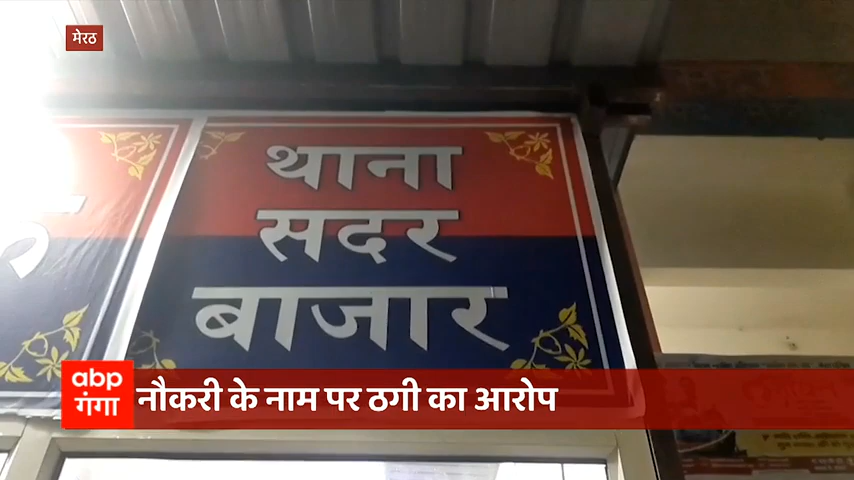 मेरठ
थाना
सदर
बाजार
abp
गंगा
नौकरी के नाम पर ठगी का आरोप